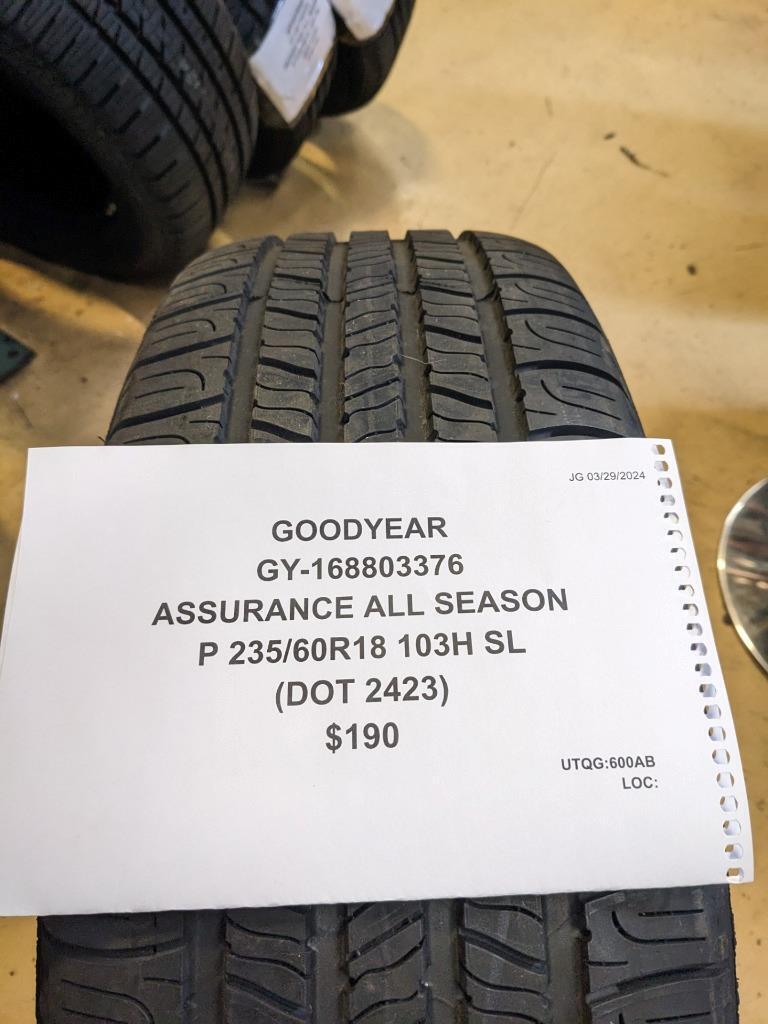 JG 03/29/2024
GOODYEAR
GY-168803376
ASSURANCE ALL SEASON
P 235/60R18 103H SL
(DOT 2423)
$190
UTQG:600AB
LOC: